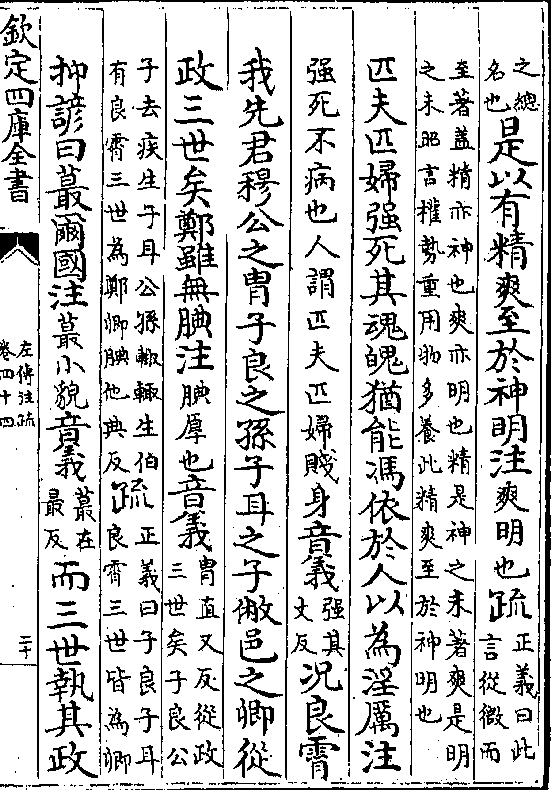 之總
名也
是以有精爽至於神明注爽明也疏
正義曰此
言從微而
至著蓋精亦神也爽亦明也精是神之未著爽是明
之未昭言權勢重用物多養此精爽至於神明也
匹夫匹婦强死其魂魄猶能馮依於人以為淫厲注
强死不病也人謂匹夫匹婦賤身音義
强其
丈反
况良霄
我先君穆公之胄子良之孫子耳之子敝邑之卿從
政三世矣鄭雖無腆注腆厚也音義
胄直又反從政
三世矣子良公
子去疾生子耳公孫輙輙生伯
有良霄三世為鄭卿腆他典反
疏
正義曰子良子耳
良霄三世皆為卿
抑諺曰蕞爾國注蕞小貌音義
蕞在
最反
而三世執其政
欽定四庫全書
左傳注疏
卷四十四
二十